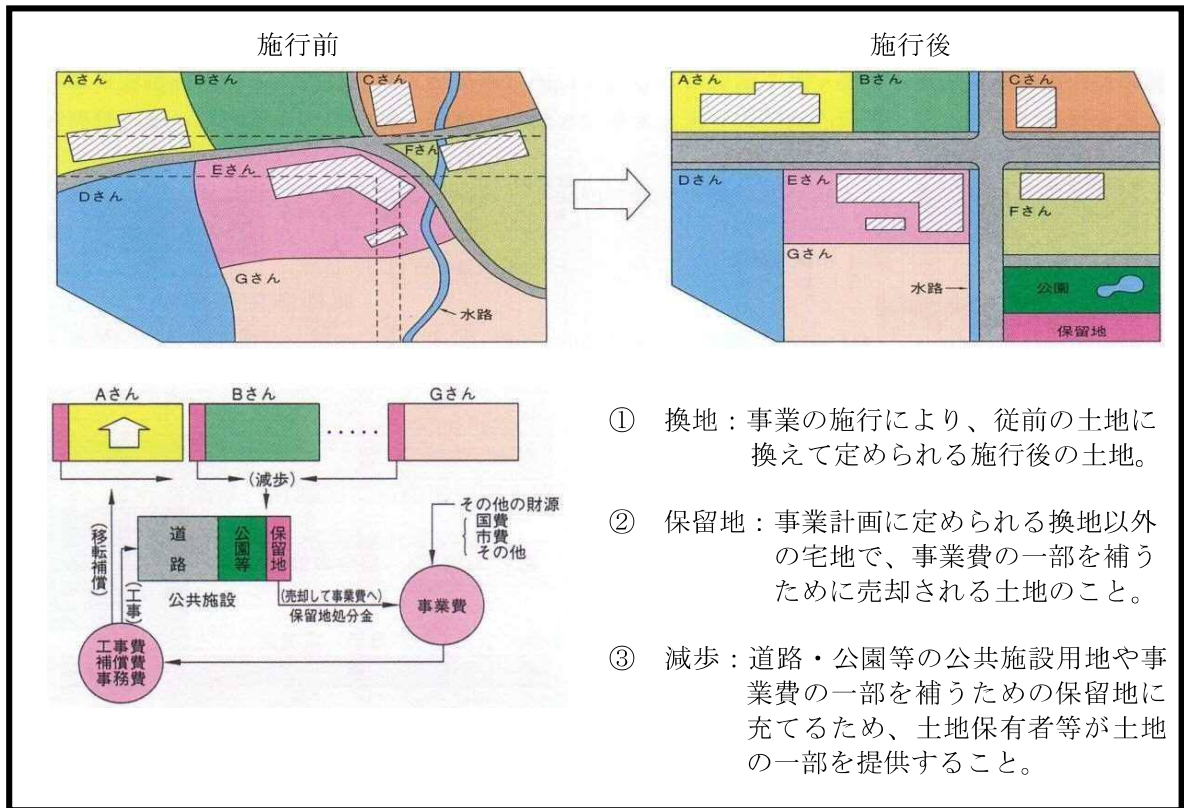 施行前
Aさん
Bさん
Cさん
Dさん
Eさん
Fさん
Gさん
水路
施行後
Aさん
Bさん
Cさん
Dさん
Eさん
Fさん
Gさん
水路
公園
保留地
Aさん
Bさん
Gさん
・・・・・
(減歩)
(移転補償)
(工事)
道路
公園等
保留地
公共施設
(売却して事業費へ)
保留地処分金
その他の財源
国費
市費
その他
事業費
工事費
補償費
事務費
① 換地：事業の施行により、従前の土地に
換えて定められる施行後の土地。
② 保留地：事業計画に定められる換地以外
の宅地で、事業費の一部を補う
ために売却される土地のこと。
③ 減歩：道路・公園等の公共施設用地や事
業費の一部を補うための保留地に
充てるため、土地保有者等が土地
の一部を提供すること。